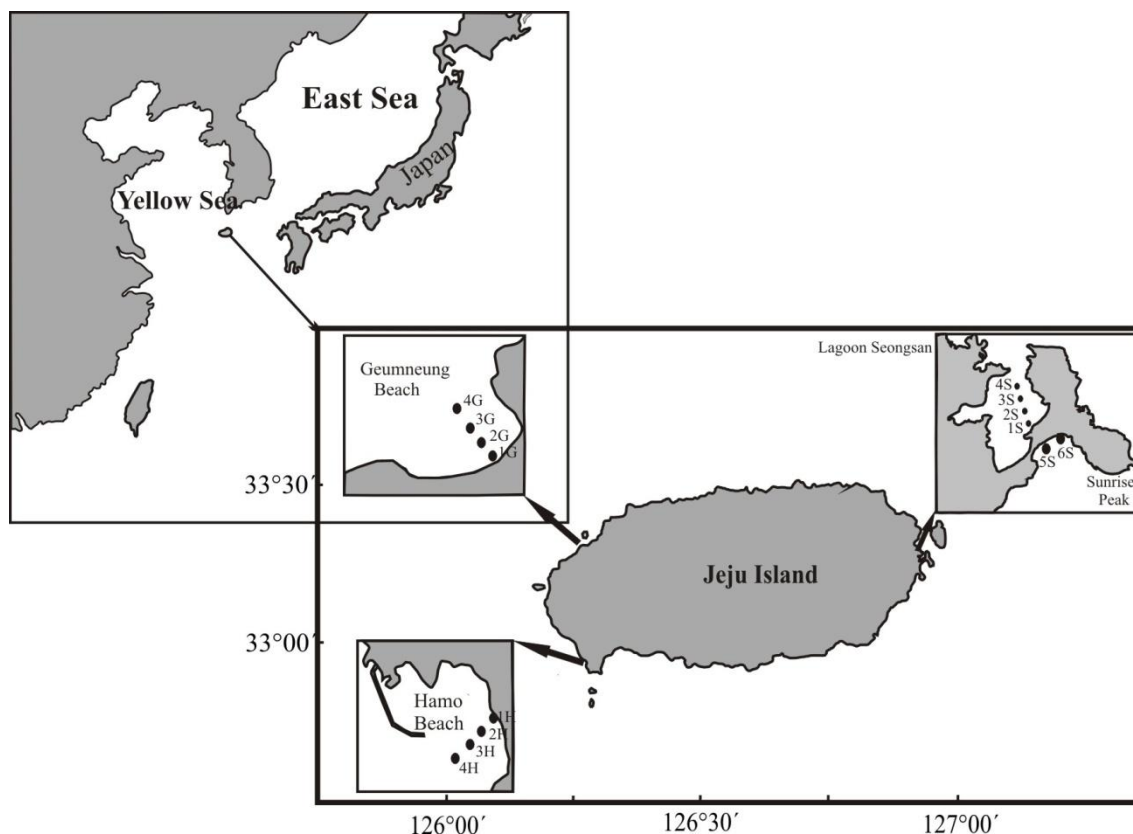 East Sea
Japan
Yellow Sea
Lagoon Seongsan
Geumneung
Beach
4G
3G
2G
1G
4S
3S
2S
1S
5S
6S
Sunrise
Peak
33°30´
Jeju Island
33°00´
Hamo
Beach
1H
2H
3H
4H
126°00´
126°30´
127°00´